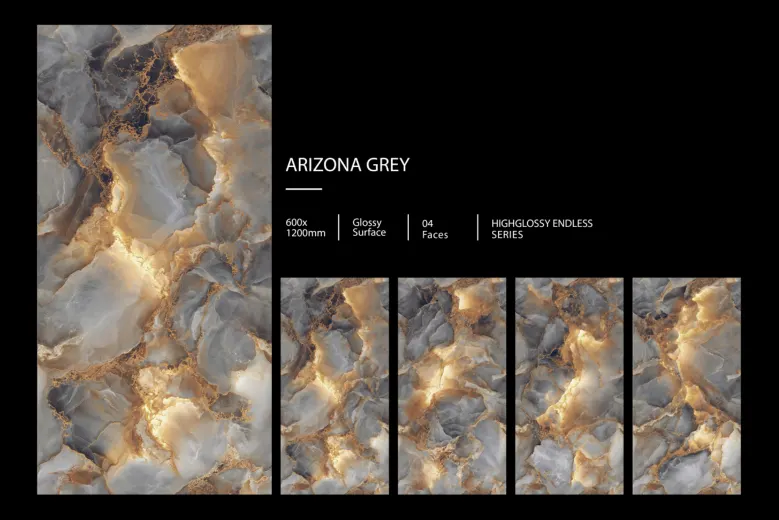 ARIZONA GREY
600x
1200mm
Glossy
Surface
04
Faces
HIGHGLOSSY ENDLESS
SERIES